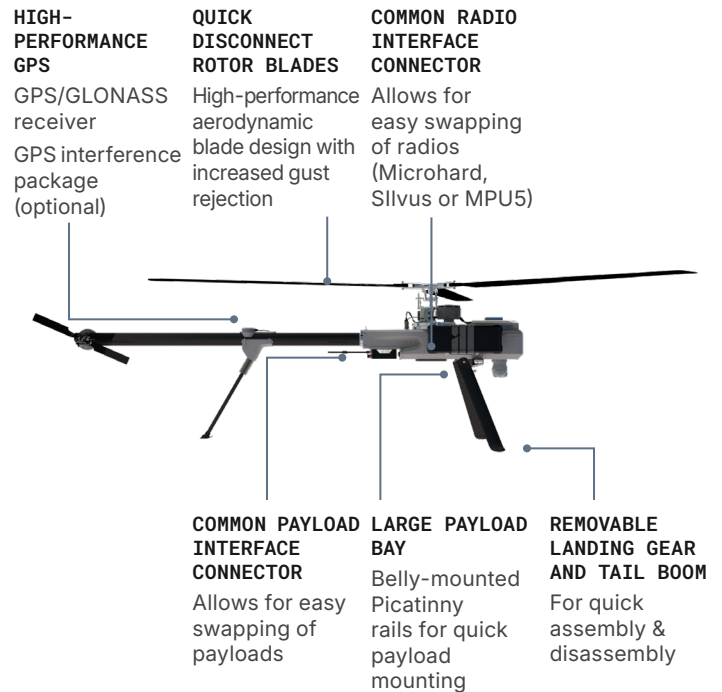 HIGH-
PERFORMANCE
GPS
GPS/GLONASS
receiver
GPS interference
package
(optional)
QUICK
DISCONNECT
ROTOR BLADES
High-performance
aerodynamic
blade design with
increased gust
rejection
COMMON RADIO
INTERFACE
CONNECTOR
Allows for
easy swapping
of radios
(Microhard,
SIlvus or MPU5)
COMMON PAYLOAD
INTERFACE
CONNECTOR
Allows for easy
swapping of
payloads
LARGE PAYLOAD
BAY
Belly-mounted
Picatinny
rails for quick
payload
mounting
REMOVABLE
LANDING GEAR
AND TAIL BOOM
For quick
assembly &
disassembly